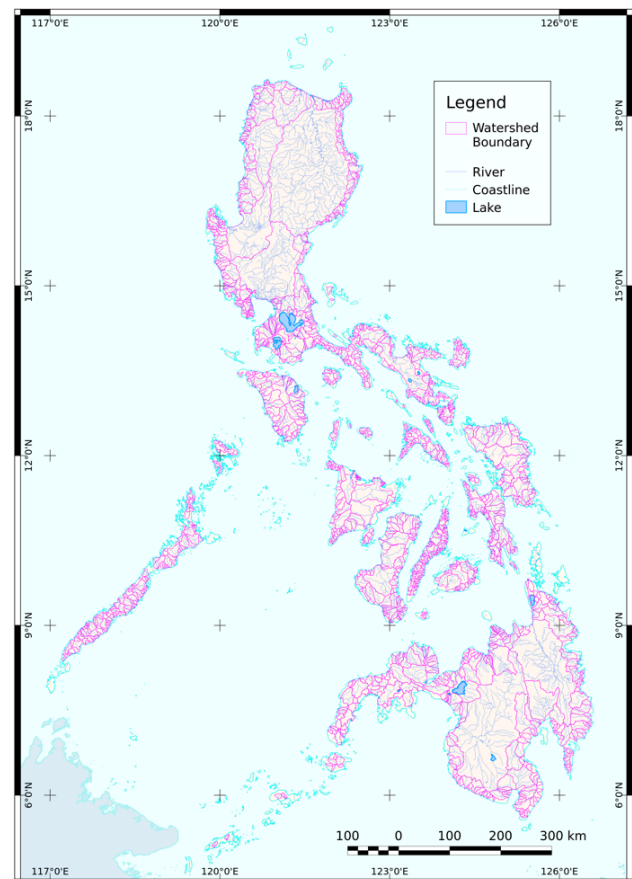 117°0'E 120°0'E 123°0'E 126°0'E
18°0'N 18°0'N
Legend
Watershed
Boundary
River
Coastline
Lake
15°0'N 15°0'N
12°0'N 12°0'N
9°0'N 9°0'N
6°0'N 6°0'N
100 0 100 200 300 km
117°0'E 120°0'E 123°0'E 126°0'E